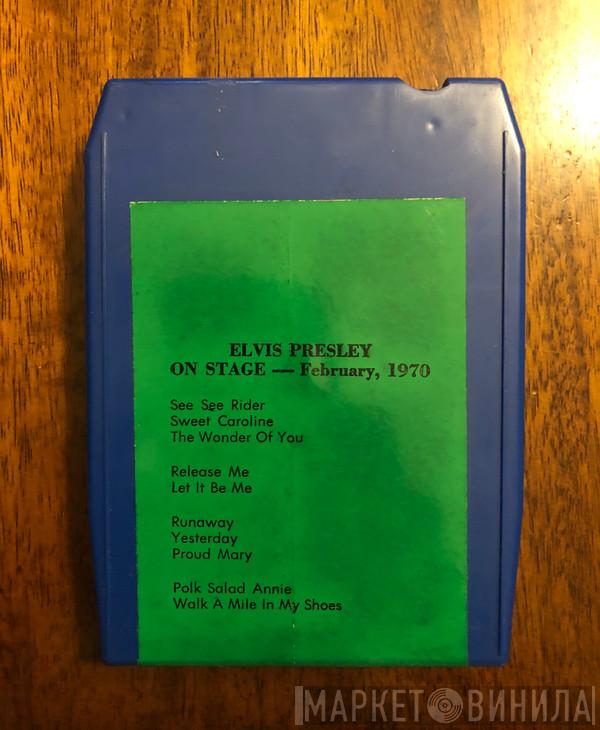 ELVIS PRESLEY
ON STAGE — February, 1970
See See Rider
Sweet Caroline
The Wonder Of You
Release Me
Let It Be Me
Runaway
Yesterday
Proud Mary
Polk Salad Annie
Walk A Mile In My Shoes
МАРКЕТ ВИНИЛА